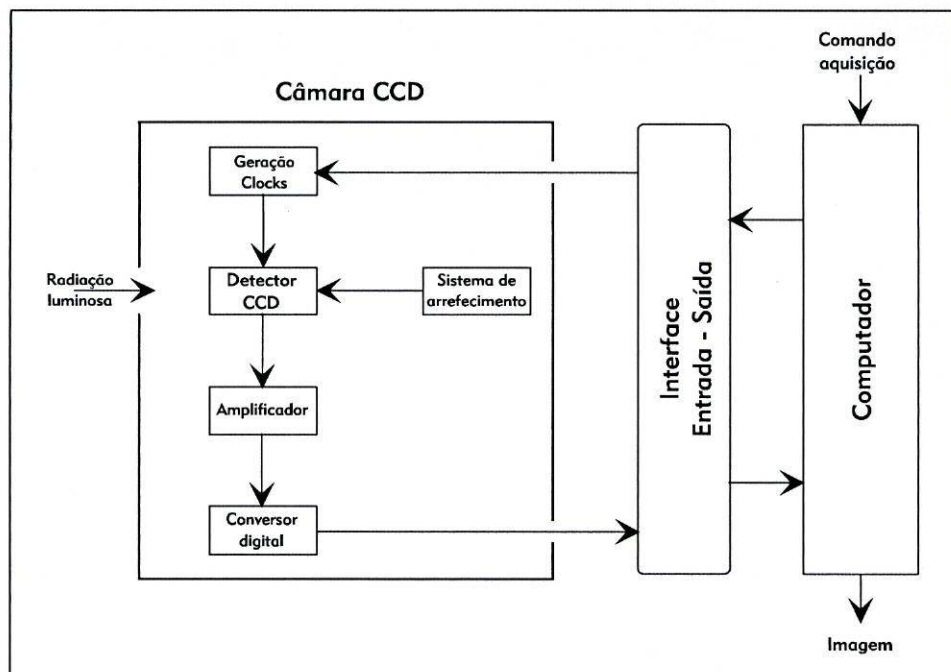 Comando
aquisição
Câmara CCD
Geração
Clocks
Radiação
luminosa
Detector
CCD
Sistema de
arrefecimento
Amplificador
Conversor
digital
Interface
Entrada - Saída
Computador
Imagem